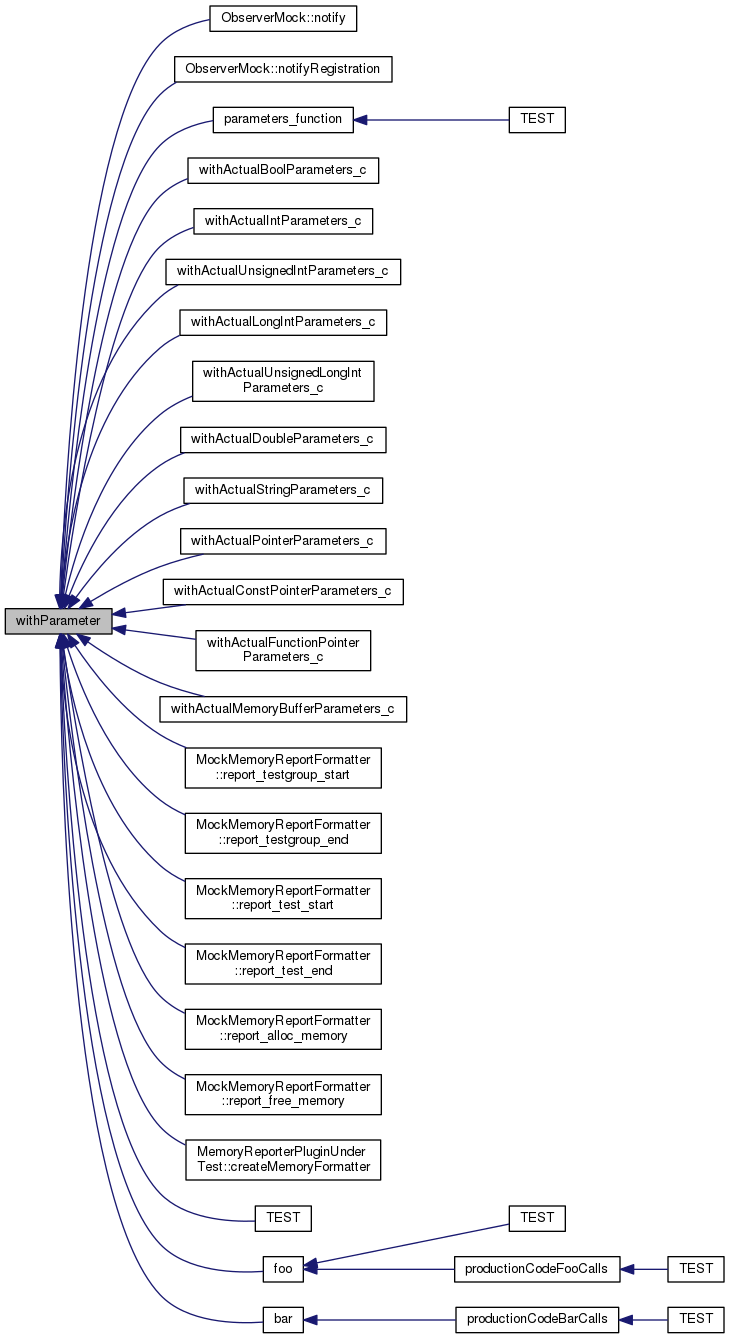 ObserverMock::notify
ObserverMock::notifyRegistration
parameters_function
TEST
withActualBoolParameters_c
withActualIntParameters_c
withActualUnsignedIntParameters_c
withActualLongIntParameters_c
withActualUnsignedLongInt
Parameters_c
withActualDoubleParameters_c
withActualStringParameters_c
withActualPointerParameters_c
withActualConstPointerParameters_c
withParameter
withActualFunctionPointer
Parameters_c
withActualMemoryBufferParameters_c
MockMemoryReportFormatter
::report_testgroup_start
MockMemoryReportFormatter
::report_testgroup_end
MockMemoryReportFormatter
::report_test_start
MockMemoryReportFormatter
::report_test_end
MockMemoryReportFormatter
::report_alloc_memory
MockMemoryReportFormatter
::report_free_memory
MemoryReporterPluginUnder
Test::createMemoryFormatter
TEST
TEST
foo
productionCodeFooCalls
TEST
bar
productionCodeBarCalls
TEST